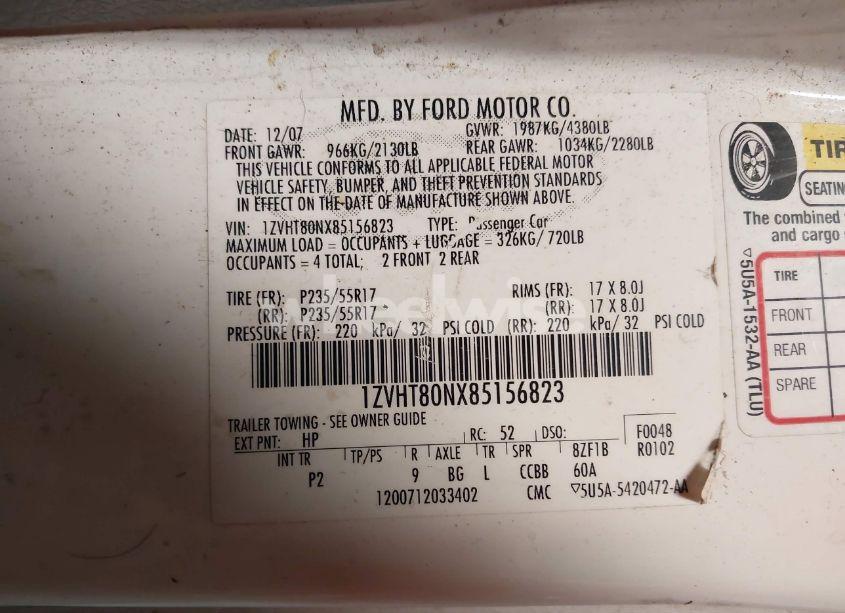 MFD. BY FORD MOTOR CO.
DATE: 12/07 GVWR: 1987KG/4380LB
FRONT GAWR: 966KG/2130LB REAR GAWR: 1034KG/2280LB
THIS VEHICLE CONFORMS TO ALL APPLICABLE FEDERAL MOTOR
VEHICLE SAFETY, BUMPER, AND THEFT PREVENTION STANDARDS
IN EFFECT ON THE DATE OF MANUFACTURE SHOWN ABOVE.
VIN: 1ZVHT80NX85156823 TYPE: Passenger Car
MAXIMUM LOAD = OCCUPANTS + LUGGAGE = 326KG/ 720LB
OCCUPANTS = 4 TOTAL; 2 FRONT 2 REAR
TIRE (FR): P235/55R17 RIMS (FR): 17 X 8.0J
(RR): P235/55R17 (RR): 17 X 8.0J
PRESSURE (FR): 220 kPa/ 32 PSI COLD (RR): 220 kPa/ 32 PSI COLD
1ZVHT80NX85156823
TRAILER TOWING - SEE OWNER GUIDE
EXT PNT: HP RC: 52 DSO: F0048
R0102
INT TR TP/PS R AXLE TR SPR 8ZF1B
P2 9 BG L CCBB 60A
1200712033402 CMC ▽5U5A-5420472-AA
TIR
SEATING
The combined
and cargo
TIRE
FRONT
REAR
SPARE
▽5U5A-1532-AA (TLU)
wheelwise